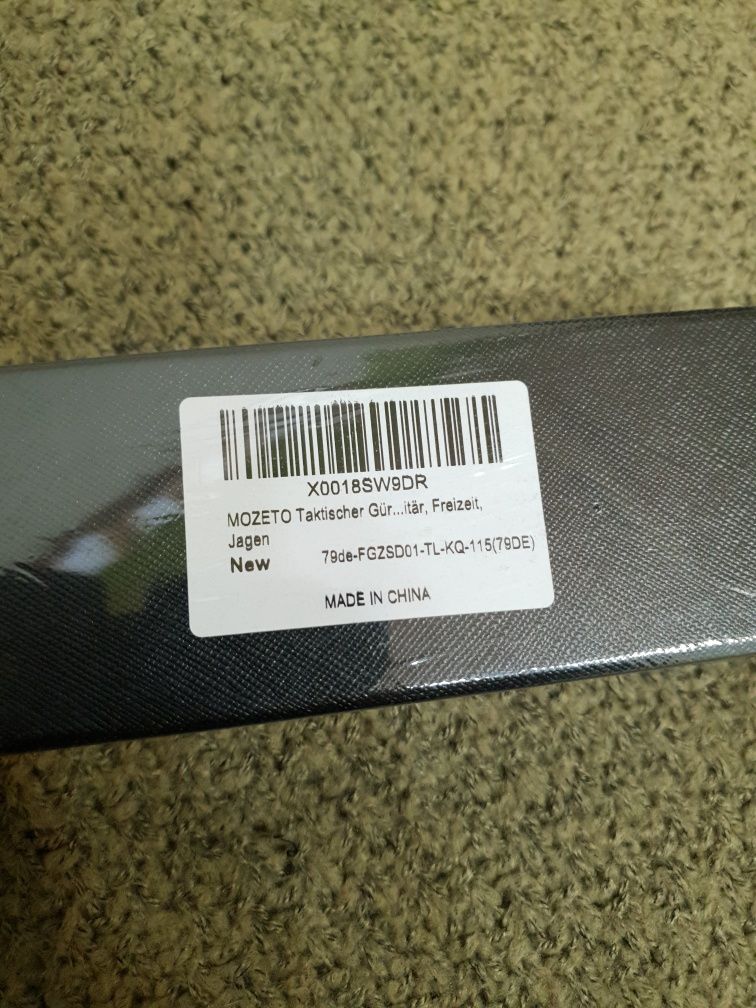 X0018SW9DR
MOZETO Taktischer Gür...itär, Freizeit,
Jagen
New 79de-FGZSD01-TL-KQ-115(79DE)
MADE IN CHINA